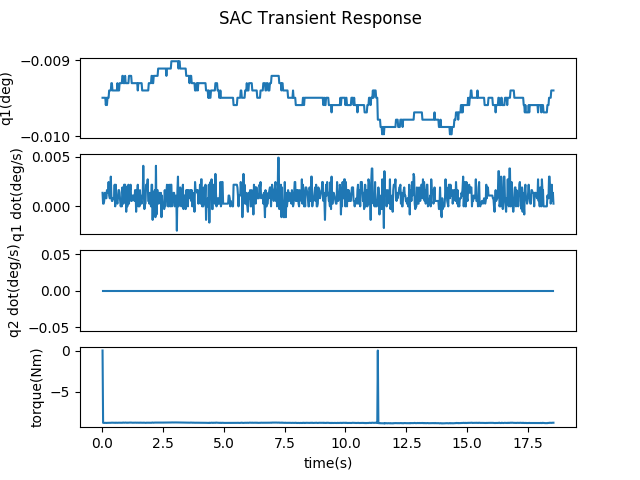 SAC Transient Response
−0.009
−0.010
q1(deg)
0.005
0.000
q1 dot(deg/s)
0.05
0.00
−0.05
q2 dot(deg/s)
0
−5
torque(Nm)
0.0 2.5 5.0 7.5 10.0 12.5 15.0 17.5
time(s)